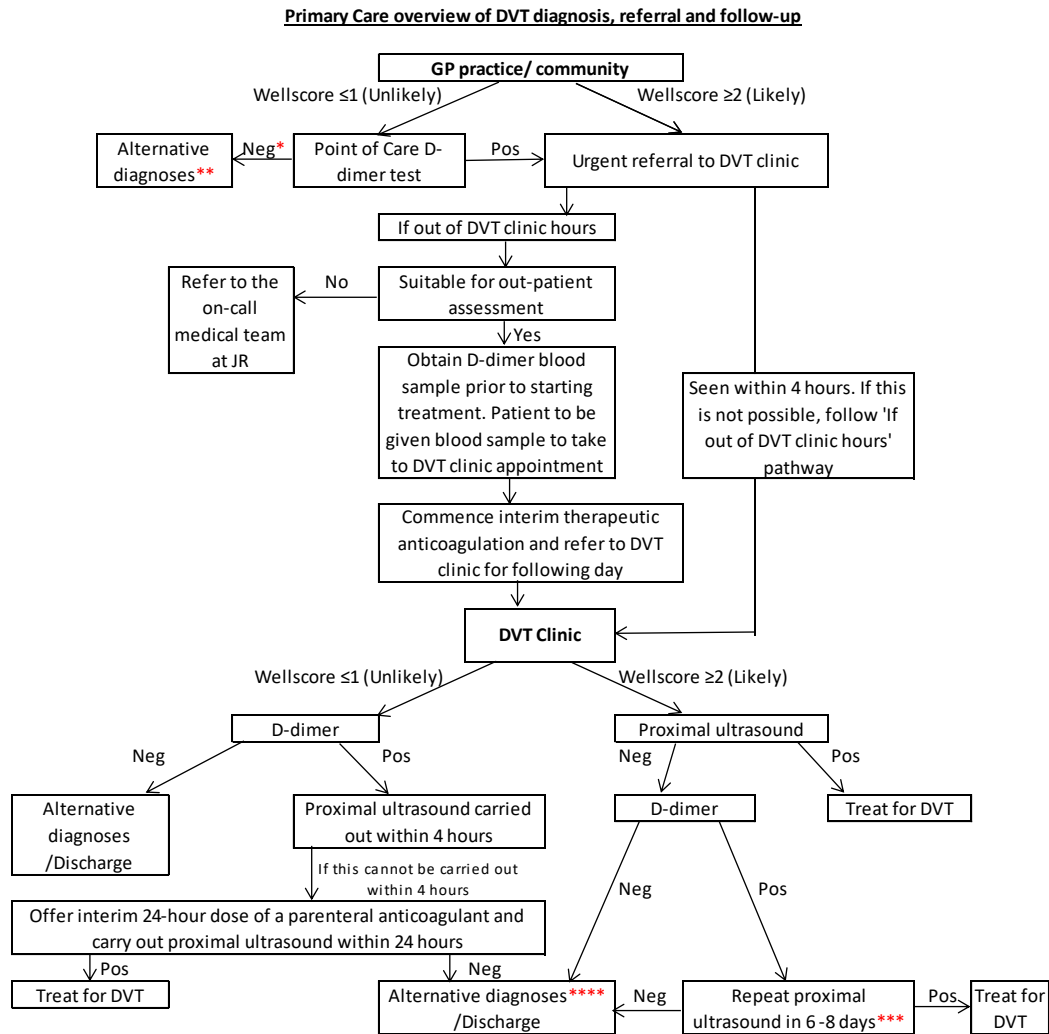 Primary Care overview of DVT diagnosis, referral and follow-up
GP practice/ community
Wellscore ≤1 (Unlikely)
Wellscore ≥2 (Likely)
Alternative
diagnoses**
Neg*
Point of Care D-
dimer test
Pos
Urgent referral to DVT clinic
If out of DVT clinic hours
Refer to the
on-call
medical team
at JR
No
Suitable for out-patient
assessment
Yes
Obtain D-dimer blood
sample prior to starting
treatment. Patient to be
given blood sample to take
to DVT clinic appointment
Seen within 4 hours. If this
is not possible, follow 'If
out of DVT clinic hours'
pathway
Commence interim therapeutic
anticoagulation and refer to DVT
clinic for following day
DVT Clinic
Wellscore ≤1 (Unlikely)
Wellscore ≥2 (Likely)
D-dimer
Proximal ultrasound
Neg
Pos
Neg
Pos
Alternative
diagnoses
/Discharge
Proximal ultrasound carried
out within 4 hours
D-dimer
Treat for DVT
If this cannot be carried out
within 4 hours
Neg
Pos
Offer interim 24-hour dose of a parenteral anticoagulant and
carry out proximal ultrasound within 24 hours
Pos
Neg
Treat for DVT
Alternative diagnoses****
/Discharge
Neg
Repeat proximal
ultrasound in 6 -8 days***
Pos
Treat for
DVT